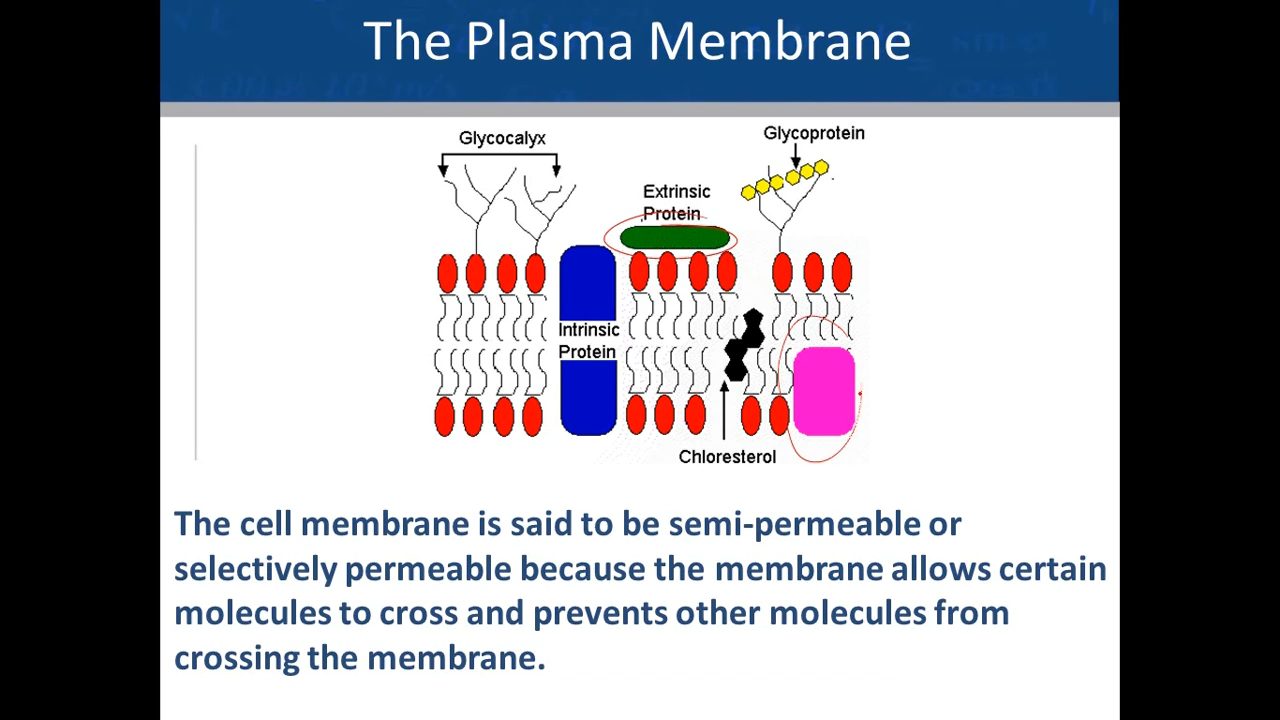 The Plasma Membrane
Glycocalyx
Glycoprotein
Extrinsic
Protein
Intrinsic
Protein
Chloresterol
The cell membrane is said to be semi-permeable or
selectively permeable because the membrane allows certain
molecules to cross and prevents other molecules from
crossing the membrane.